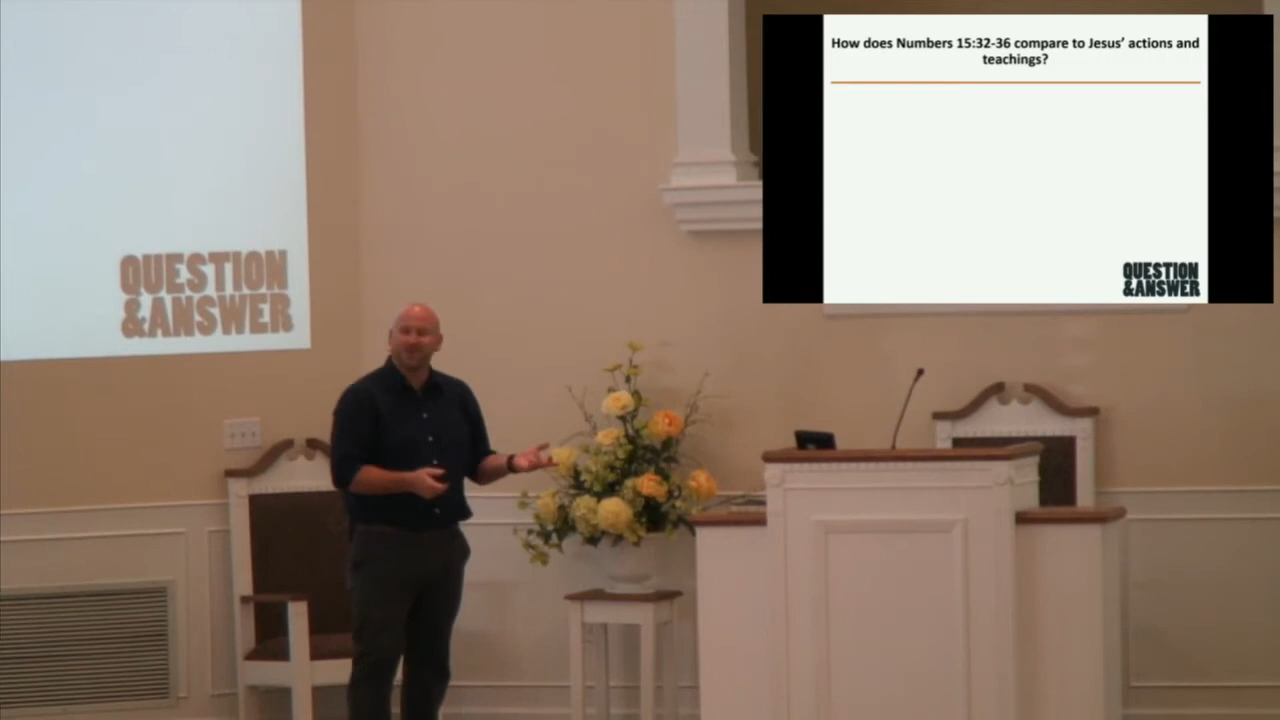 How does Numbers 15:32-36 compare to Jesus’ actions and
teachings?
QUESTION
&ANSWER
QUESTION
&ANSWER